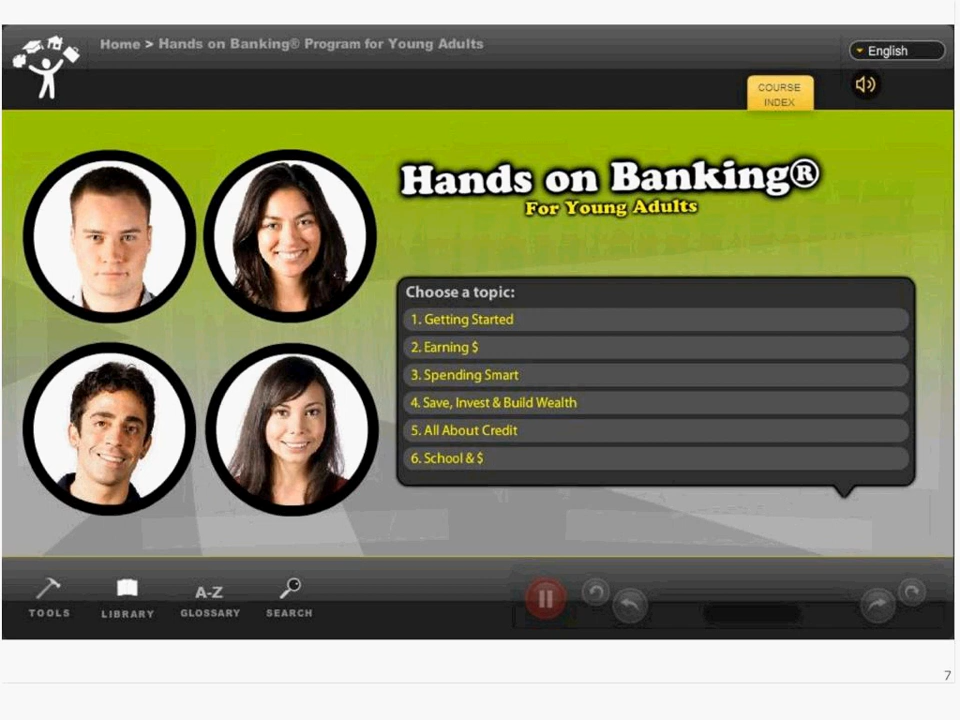 Home > Hands on Banking® Program for Young Adults
English
COURSE
INDEX
Hands on Banking®
For Young Adults
Choose a topic:
1. Getting Started
2. Earning $
3. Spending Smart
4. Save, Invest & Build Wealth
5. All About Credit
6. School & $
A-Z
TOOLS
LIBRARY
GLOSSARY
SEARCH
7